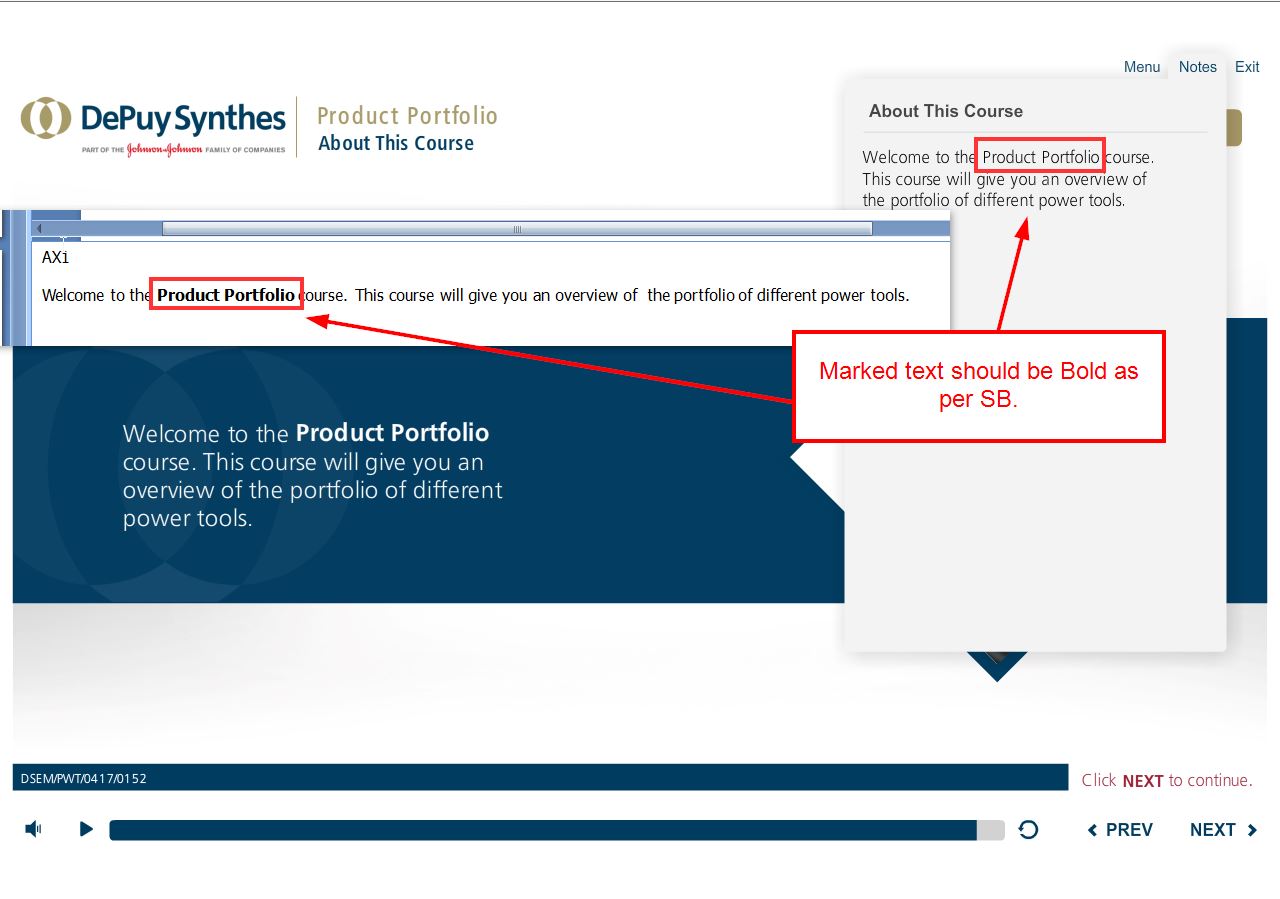 Menu Notes Exit
DePuy Synthes
PART OF THE Johnson & Johnson FAMILY OF COMPANIES
Product Portfolio
About This Course
About This Course
Welcome to the Product Portfolio course.
This course will give you an overview of
the portfolio of different power tools.
AXi
Welcome to the Product Portfolio course. This course will give you an overview of the portfolio of different power tools.
Marked text should be Bold as
per SB.
Welcome to the Product Portfolio
course. This course will give you an
overview of the portfolio of different
power tools.
DSEM/PWT/0417/0152
Click NEXT to continue.
PREV NEXT